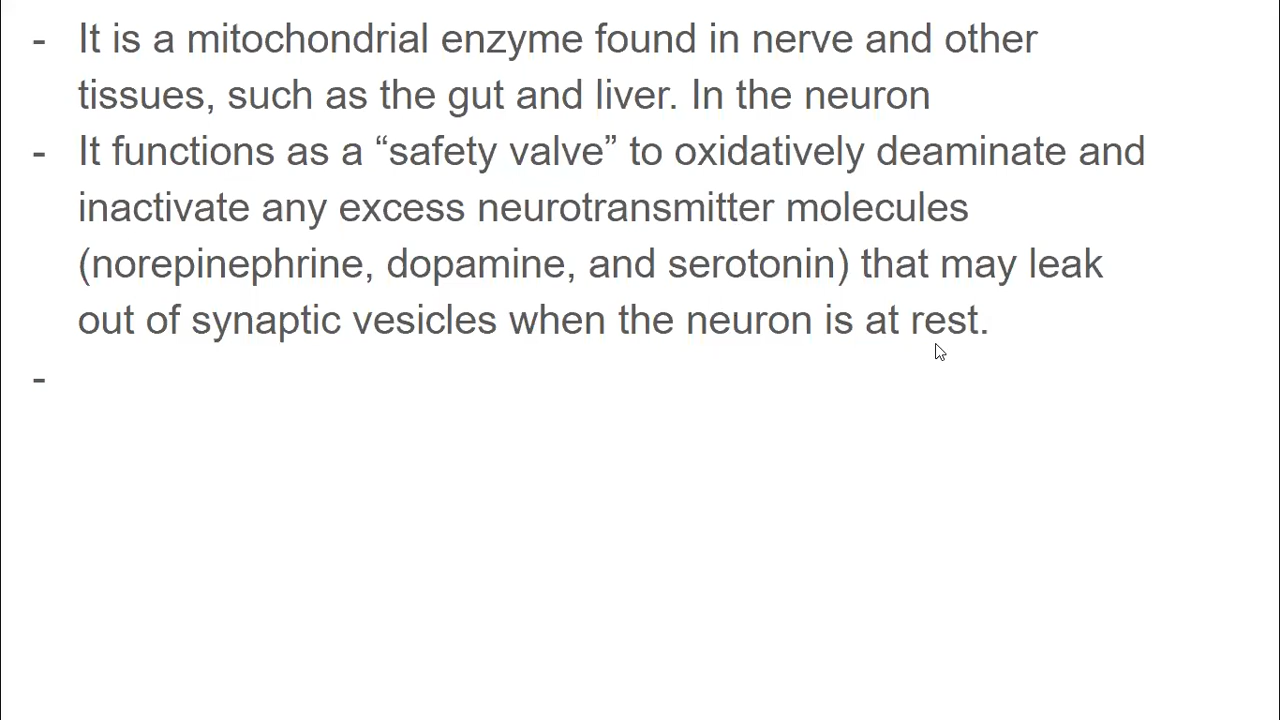 - It is a mitochondrial enzyme found in nerve and other
tissues, such as the gut and liver. In the neuron
- It functions as a “safety valve” to oxidatively deaminate and
inactivate any excess neurotransmitter molecules
(norepinephrine, dopamine, and serotonin) that may leak
out of synaptic vesicles when the neuron is at rest.
-